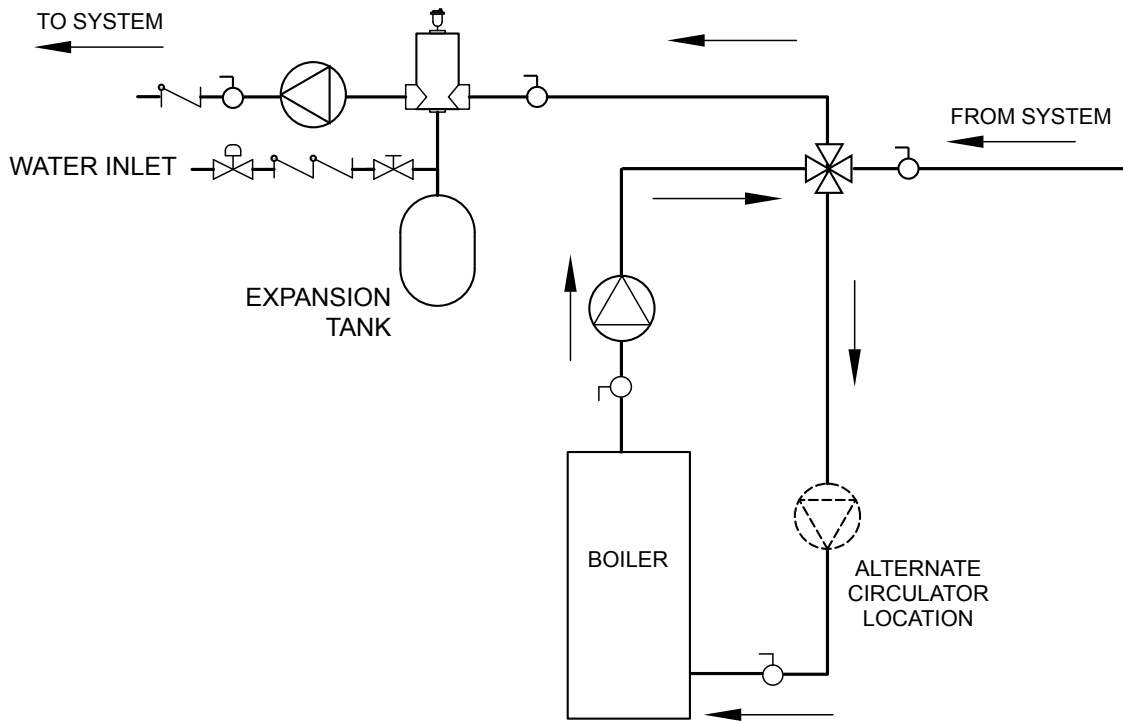 TO SYSTEM
FROM SYSTEM
WATER INLET
EXPANSION
TANK
BOILER
ALTERNATE
CIRCULATOR
LOCATION